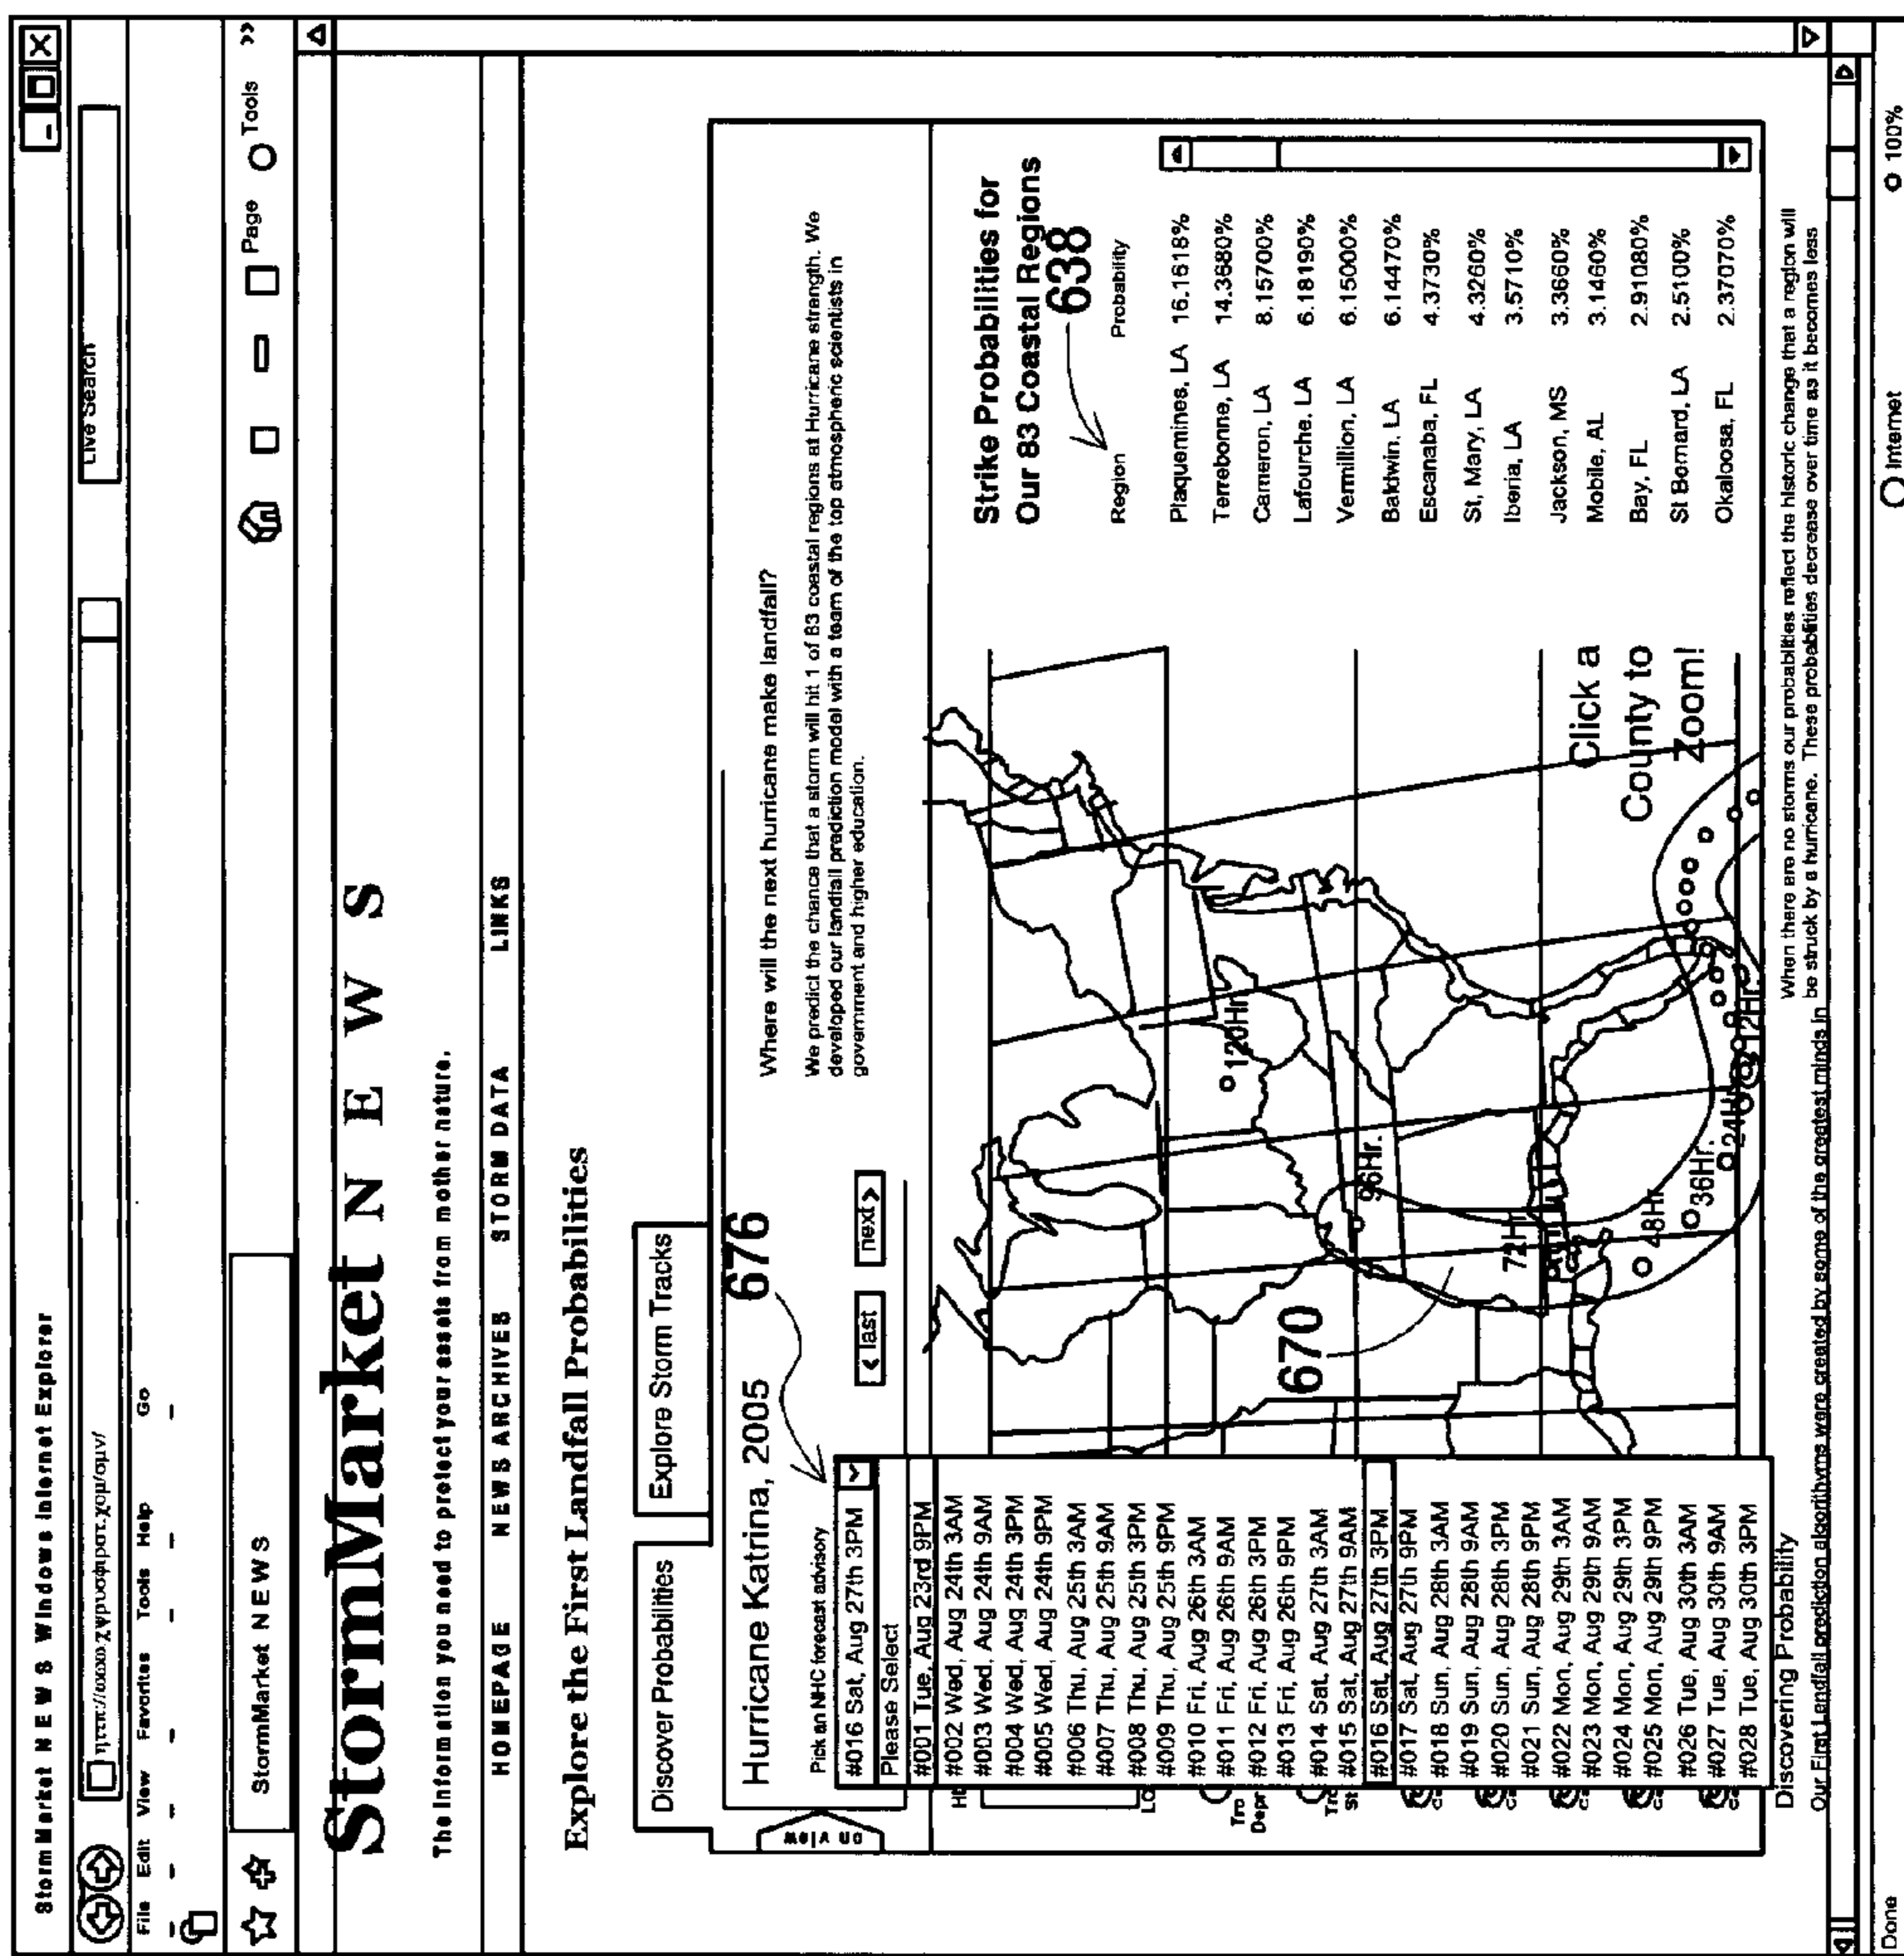 StormMarket N E W S Windows Internet Explorer
ηττπ://ωωω.χ
Live Search
File Edit View Favorites Tools Help Go
StormMarket NEWS
Page Tools »
StormMarket N E W S
The Information you need to protect your assets from mother nature.
HOMEPAGE NEWS ARCHIVES STORM DATA LINKS
Explore the First Landfall Probabilities
Discover Probabilities Explore Storm Tracks
Hurricane Katrina, 2005
676
Pick an NHC forecast advisory
< last next >
on view
Where will the next hurricane make landfall?
We predict the chance that a storm will hit 1 of 83 coastal regions at Hurricane strength. We
developed our landfall prediction model with a team of the top atmospheric scientists in
government and higher education.
#016 Sat, Aug 27th 3PM
Please Select
#001 Tue, Aug 23rd 9PM
#002 Wed, Aug 24th 3AM
#003 Wed, Aug 24th 9AM
#004 Wed, Aug 24th 3PM
#005 Wed, Aug 24th 9PM
#006 Thu, Aug 25th 3AM
#007 Thu, Aug 25th 9AM
#008 Thu, Aug 25th 3PM
#009 Thu, Aug 25th 9PM
#010 Fri, Aug 26th 3AM
#011 Fri, Aug 26th 9AM
#012 Fri, Aug 26th 3PM
#013 Fri, Aug 26th 9PM
#014 Sat, Aug 27th 3AM
#015 Sat, Aug 27th 9AM
#016 Sat, Aug 27th 3PM
#017 Sat, Aug 27th 9PM
#018 Sun, Aug 28th 3AM
#019 Sun, Aug 28th 9AM
#020 Sun, Aug 28th 3PM
#021 Sun, Aug 28th 9PM
#022 Mon, Aug 29th 3AM
#023 Mon, Aug 29th 9AM
#024 Mon, Aug 29th 3PM
#025 Mon, Aug 29th 9PM
#026 Tue, Aug 30th 3AM
#027 Tue, Aug 30th 9AM
#028 Tue, Aug 30th 3PM
670
120Hr
96Hr.
72H
48Hr
36Hr.
24H
12Hr.
Click a
County to
Zoom!
Strike Probabilities for
Our 83 Coastal Regions
638
Region Probability
Plaquemines, LA 16.1618%
Terrebonne, LA 14.3680%
Cameron, LA 8.15700%
Lafourche. LA 6.18190%
Vermillion, LA 6.15000%
Baldwin. LA 6.14470%
Escanaba, FL 4.3730%
St, Mary, LA 4.3260%
Iberia, LA 3.5710%
Jackson, MS 3.3660%
Mobile, AL 3.1460%
Bay, FL 2.91080%
St Bernard, LA 2.5100%
Okaloosa, FL 2.37070%
Discovering Probability
Our First Landfall prediction algorithyms were created by some of the greatest minds in
When there are no storms our probabilities reflect the historic change that a region will
be struck by a hurricane. These probabilities decrease over time as it becomes less
Done Internet 100%